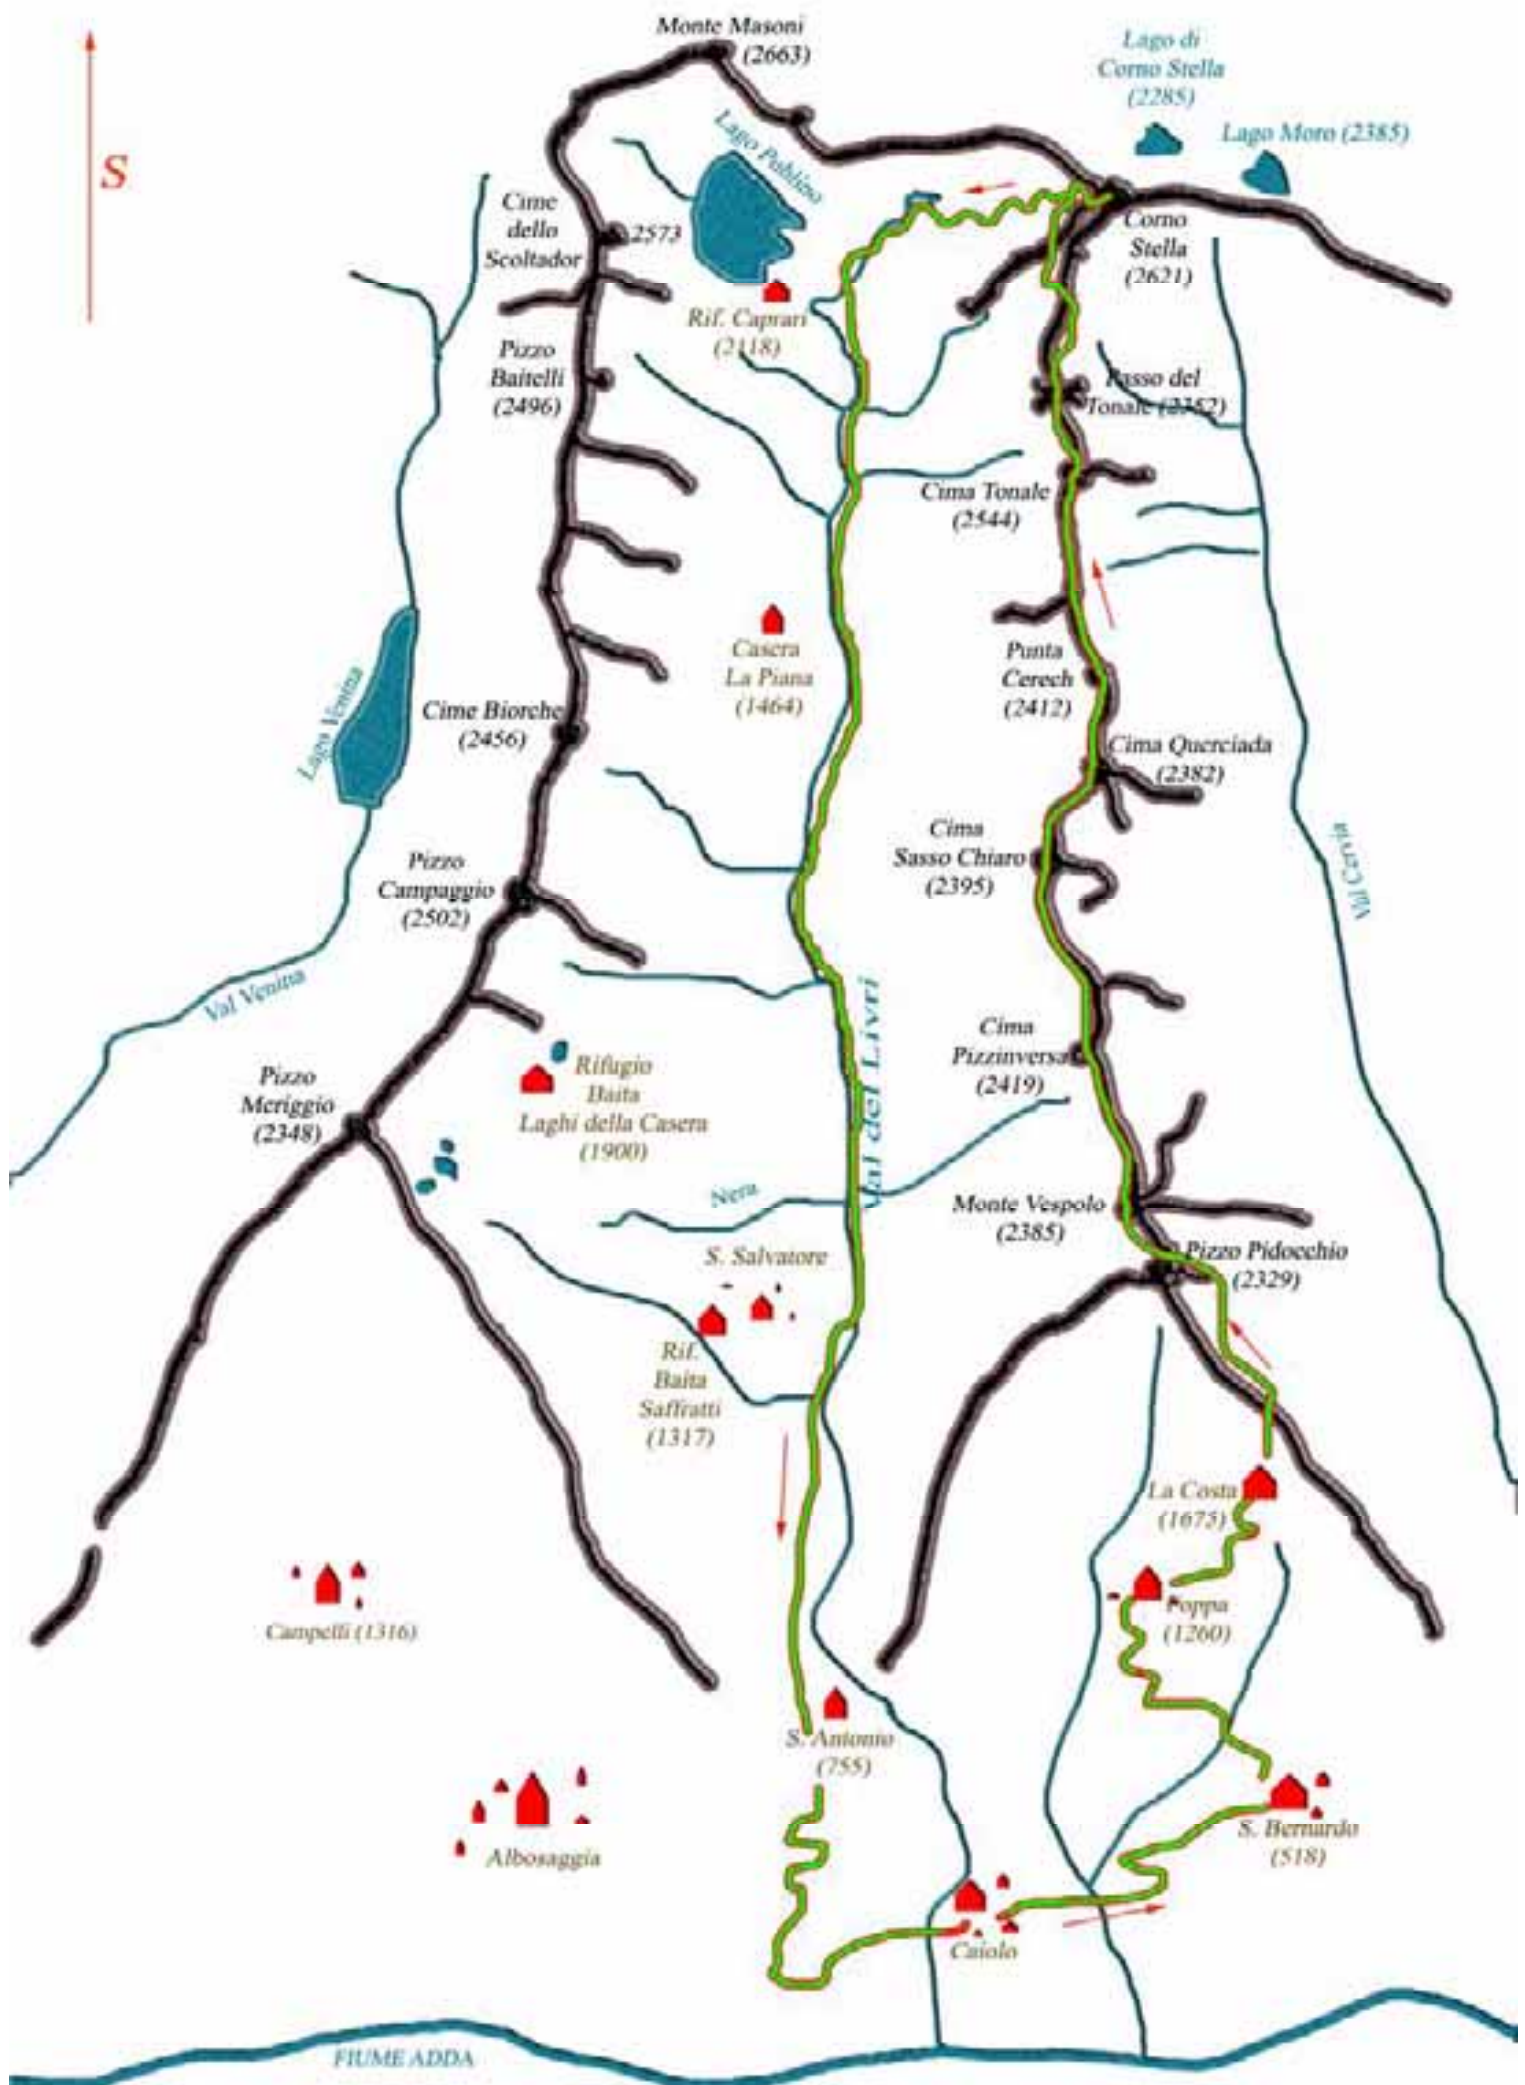 Monte Masoni
(2663)
Lago di
Corno Stella
(2285)
Lago Moro (2385)
S
Lago Publino
Cime
dello
Scoltador
2573
Corno
Stella
(2621)
Rif. Caprari
(2118)
Pizzo
Baitelli
(2496)
Passo del
Tonale (2352)
Cima Tonale
(2544)
Casera
La Piana
(1464)
Punta
Cerech
(2412)
Lago Venina
Cime Biorche
(2456)
Cima Querciada
(2382)
Cima
Sasso Chiaro
(2395)
Val Cervia
Pizzo
Campaggio
(2502)
Val Venina
Val del Livri
Cima
Pizzinversa
(2419)
Rifugio
Baita
Laghi della Casera
(1900)
Pizzo
Meriggio
(2348)
Nera
Monte Vespolo
(2385)
S. Salvatore
Pizzo Pidocchio
(2329)
Rif.
Baita
Saffratti
(1317)
La Costa
(1675)
Campelli (1316)
Poppa
(1260)
S. Antonio
(755)
Albosaggia
S. Bernardo
(518)
Caiolo
FIUME ADDA